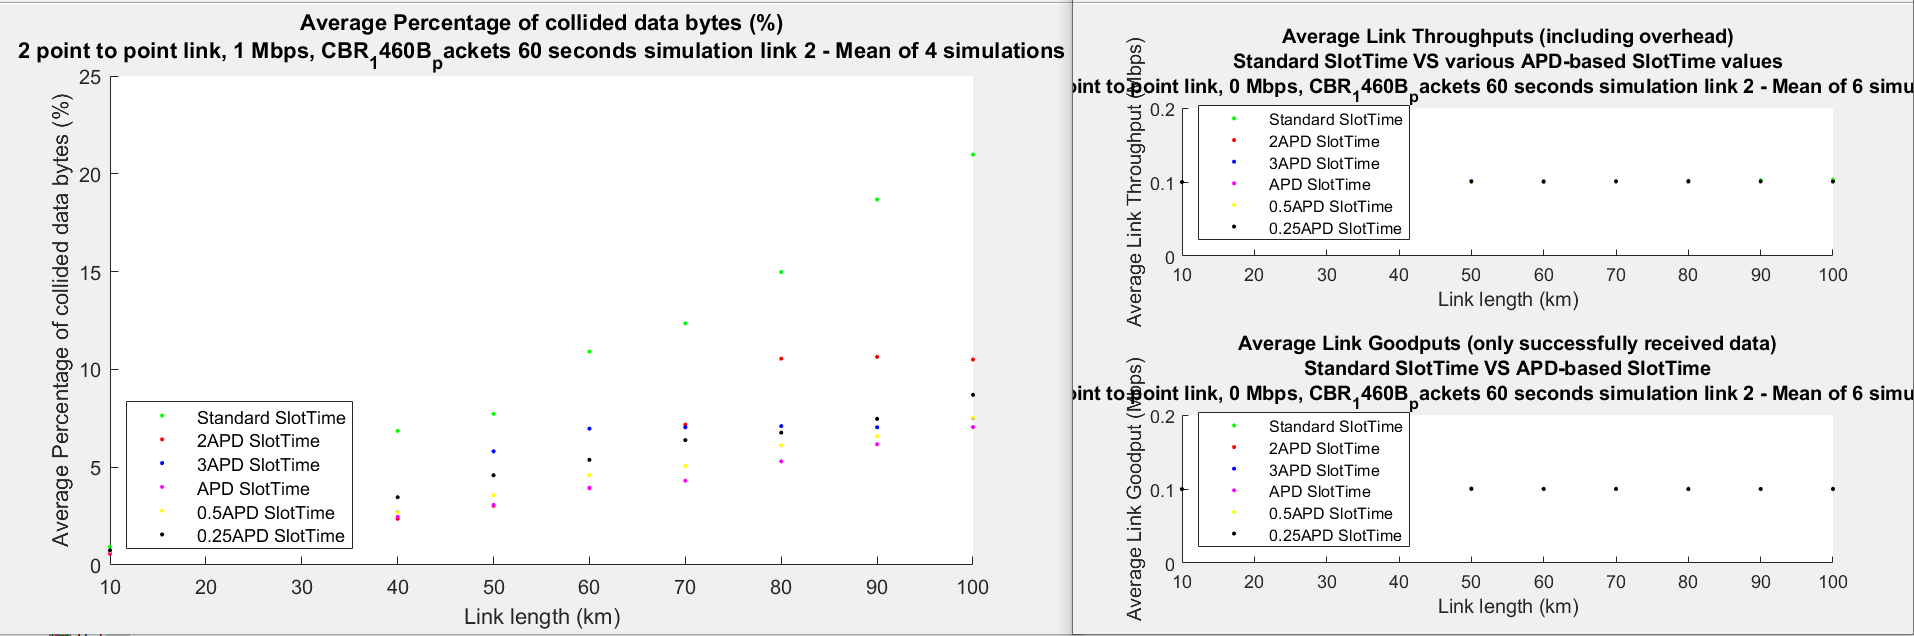 Average Percentage of collided data bytes (%)
2 point to point link, 1 Mbps, CBR1460Bpackets 60 seconds simulation link 2 - Mean of 4 simulations
Average Percentage of collided data bytes (%)
25
20
15
10
5
0
Standard SlotTime
2APD SlotTime
3APD SlotTime
APD SlotTime
0.5APD SlotTime
0.25APD SlotTime
10 20 30 40 50 60 70 80 90 100
Link length (km)
Average Link Throughputs (including overhead)
Standard SlotTime VS various APD-based SlotTime values
oint to point link, 0 Mbps, CBR1460Bpackets 60 seconds simulation link 2 - Mean of 6 simu
Average Link Throughput (Mbps)
0.2
0.1
0
Standard SlotTime
2APD SlotTime
3APD SlotTime
APD SlotTime
0.5APD SlotTime
0.25APD SlotTime
10 20 30 40 50 60 70 80 90 100
Link length (km)
Average Link Goodputs (only successfully received data)
Standard SlotTime VS APD-based SlotTime
oint to point link, 0 Mbps, CBR1460Bpackets 60 seconds simulation link 2 - Mean of 6 simu
Average Link Goodput (Mbps)
0.2
0.1
0
Standard SlotTime
2APD SlotTime
3APD SlotTime
APD SlotTime
0.5APD SlotTime
0.25APD SlotTime
10 20 30 40 50 60 70 80 90 100
Link length (km)